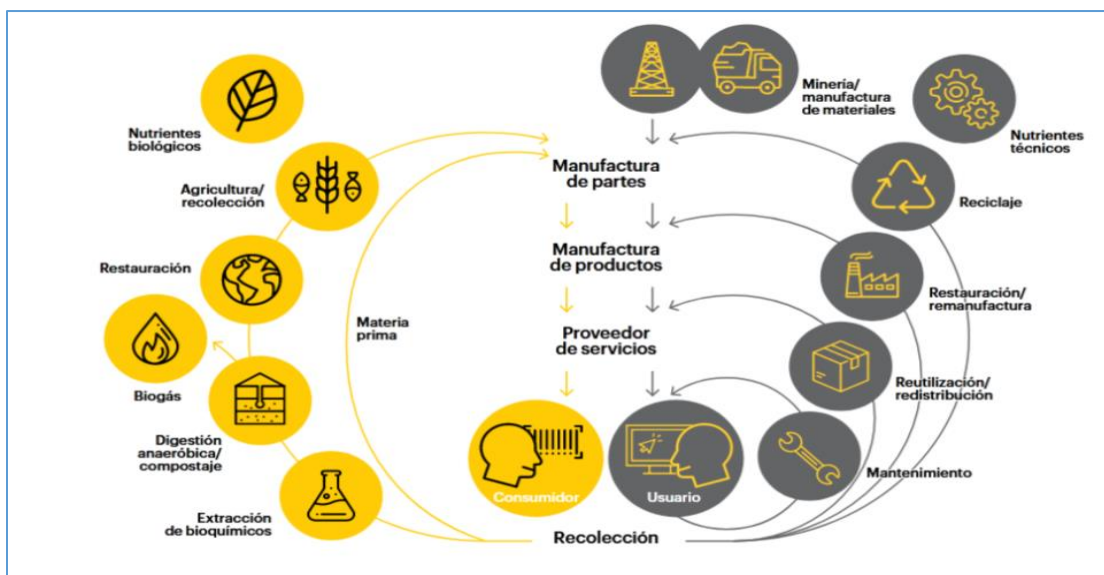 Nutrientes
biológicos
Agricultura/
recolección
Restauración
Biogás
Digestión
anaeróbica/
compostaje
Extracción
de bioquímicos
Materia
prima
Minería/
manufactura
de materiales
Manufactura
de partes
Manufactura
de productos
Proveedor
de servicios
Consumidor
Usuario
Recolección
Nutrientes
técnicos
Reciclaje
Restauración/
remanufactura
Reutilización/
redistribución
Mantenimiento